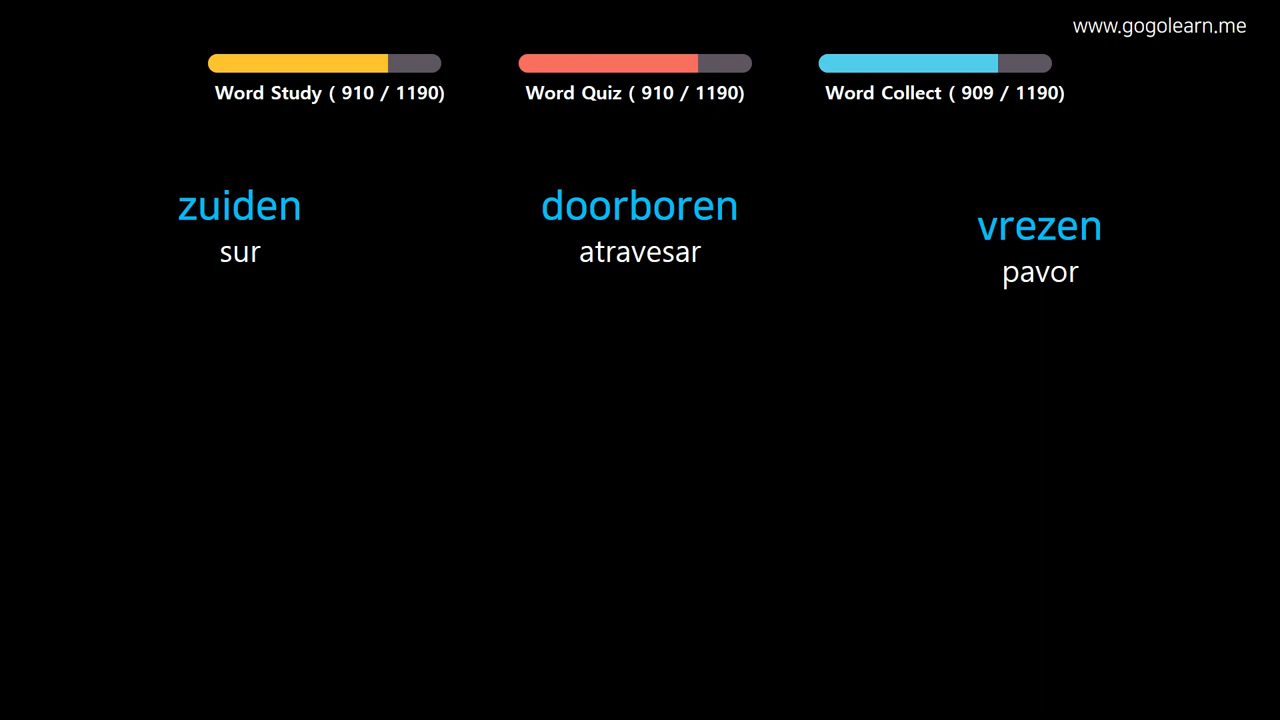 www.gogolearn.me
Word Study ( 910 / 1190)
Word Quiz ( 910 / 1190)
Word Collect ( 909 / 1190)
zuiden
sur
doorboren
atravesar
vrezen
pavor